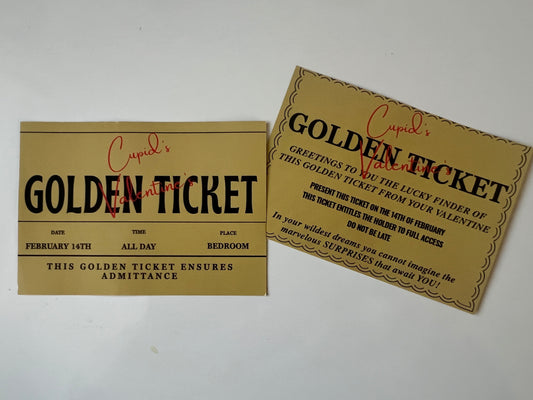 Cupid's
GOLDEN TICKET
Valentine's
DATE TIME PLACE
FEBRUARY 14TH ALL DAY BEDROOM
THIS GOLDEN TICKET ENSURES
ADMITTANCE
Cupid's
GOLDEN TICKET
Valentine's
GREETINGS TO YOU THE LUCKY FINDER OF
THIS GOLDEN TICKET FROM YOUR VALENTINE
PRESENT THIS TICKET ON THE 14TH OF FEBRUARY
THIS TICKET ENTITLES THE HOLDER TO FULL ACCESS
DO NOT BE LATE
In your wildest dreams you cannot imagine the
marvelous SURPRISES that await YOU!